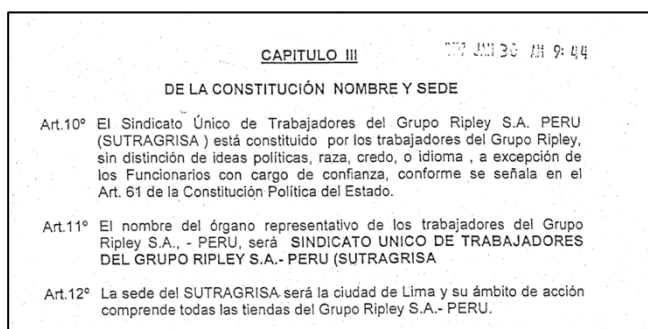 CAPITULO III
JUN 30 AM 9:44
DE LA CONSTITUCIÓN NOMBRE Y SEDE
Art.10º El Sindicato Único de Trabajadores del Grupo Ripley S.A. PERU
(SUTRAGRISA ) está constituido por los trabajadores del Grupo Ripley,
sin distinción de ideas políticas, raza, credo, o idioma , a excepción de
los Funcionarios con cargo de confianza, conforme se señala en el
Art. 61 de la Constitución Política del Estado.
Art.11º El nombre del órgano representativo de los trabajadores del Grupo
Ripley S.A., - PERU, será SINDICATO UNICO DE TRABAJADORES
DEL GRUPO RIPLEY S.A.- PERU (SUTRAGRISA
Art.12º La sede del SUTRAGRISA será la ciudad de Lima y su ámbito de acción
comprende todas las tiendas del Grupo Ripley S.A.- PERU.